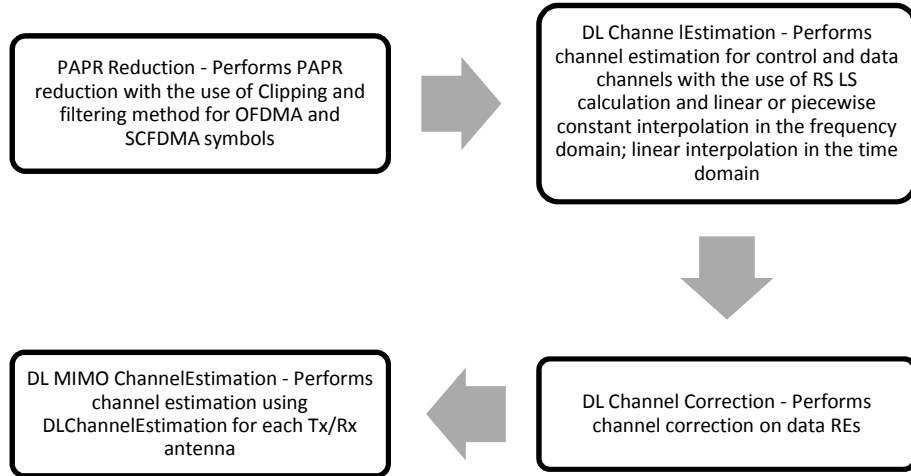 PAPR Reduction - Performs PAPR
reduction with the use of Clipping and
filtering method for OFDMA and
SCFDMA symbols
DL Channe lEstimation - Performs
channel estimation for control and data
channels with the use of RS LS
calculation and linear or piecewise
constant interpolation in the frequency
domain; linear interpolation in the time
domain
DL Channel Correction - Performs
channel correction on data REs
DL MIMO ChannelEstimation - Performs
channel estimation using
DLChannelEstimation for each Tx/Rx
antenna